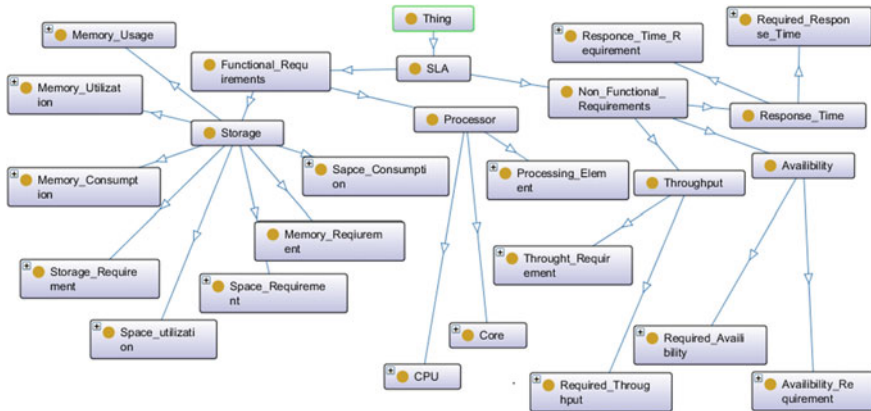 Thing
Memory_Usage
Functional_Requ
irements
SLA
Responce_Time_R
equirement
Required_Respon
se_Time
Memory_Utilizat
ion
Non_Functional_
Requirements
Response_Time
Storage
Processor
Memory_Consumpt
ion
Sapce_Consumpti
on
Processing_Elem
ent
Throughput
Availibility
Memory_Reqiurem
ent
Storage_Require
ment
Space_Requireme
nt
Throught_Requir
ement
Space_utilizati
on
Core
Required_Availi
bility
CPU
Required_Throug
hput
Availibility_Re
quirement